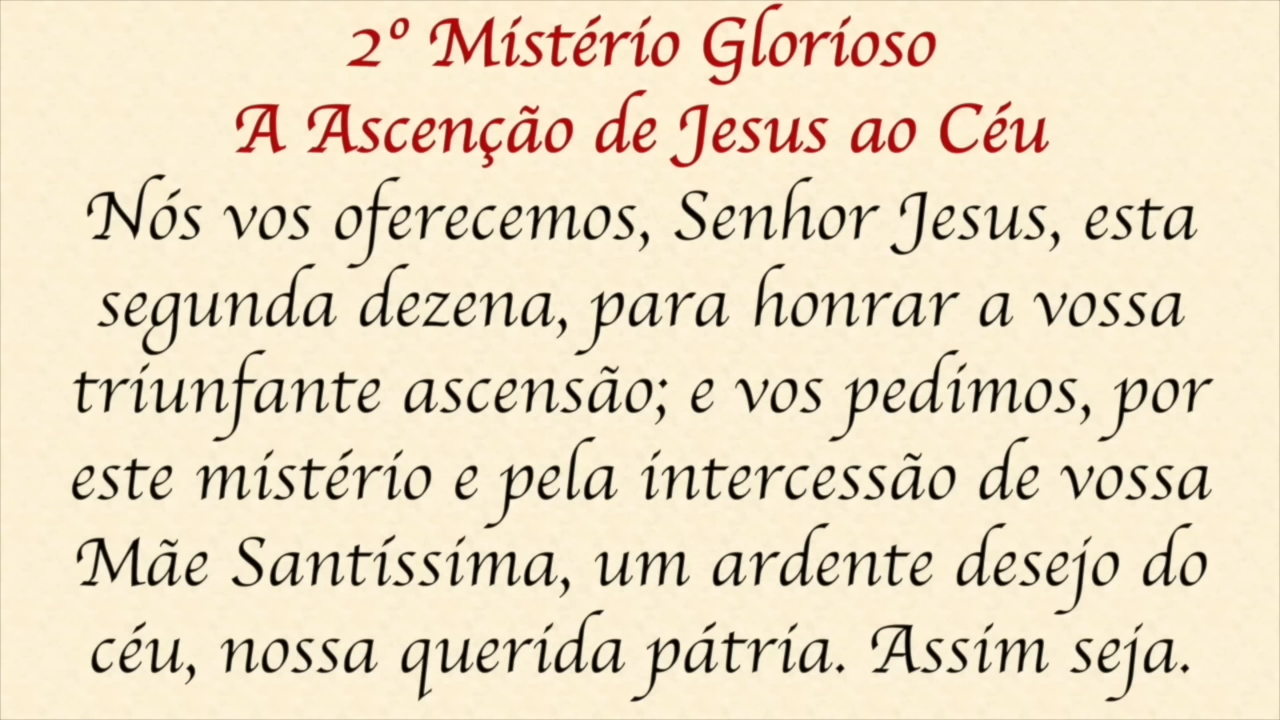 2º Mistério Glorioso
A Ascenção de Jesus ao Céu
Nós vos oferecemos, Senhor Jesus, esta
segunda dezena, para honrar a vossa
triunfante ascensão; e vos pedimos, por
este mistério e pela intercessão de vossa
Mãe Santíssima, um ardente desejo do
céu, nossa querida pátria. Assim seja.